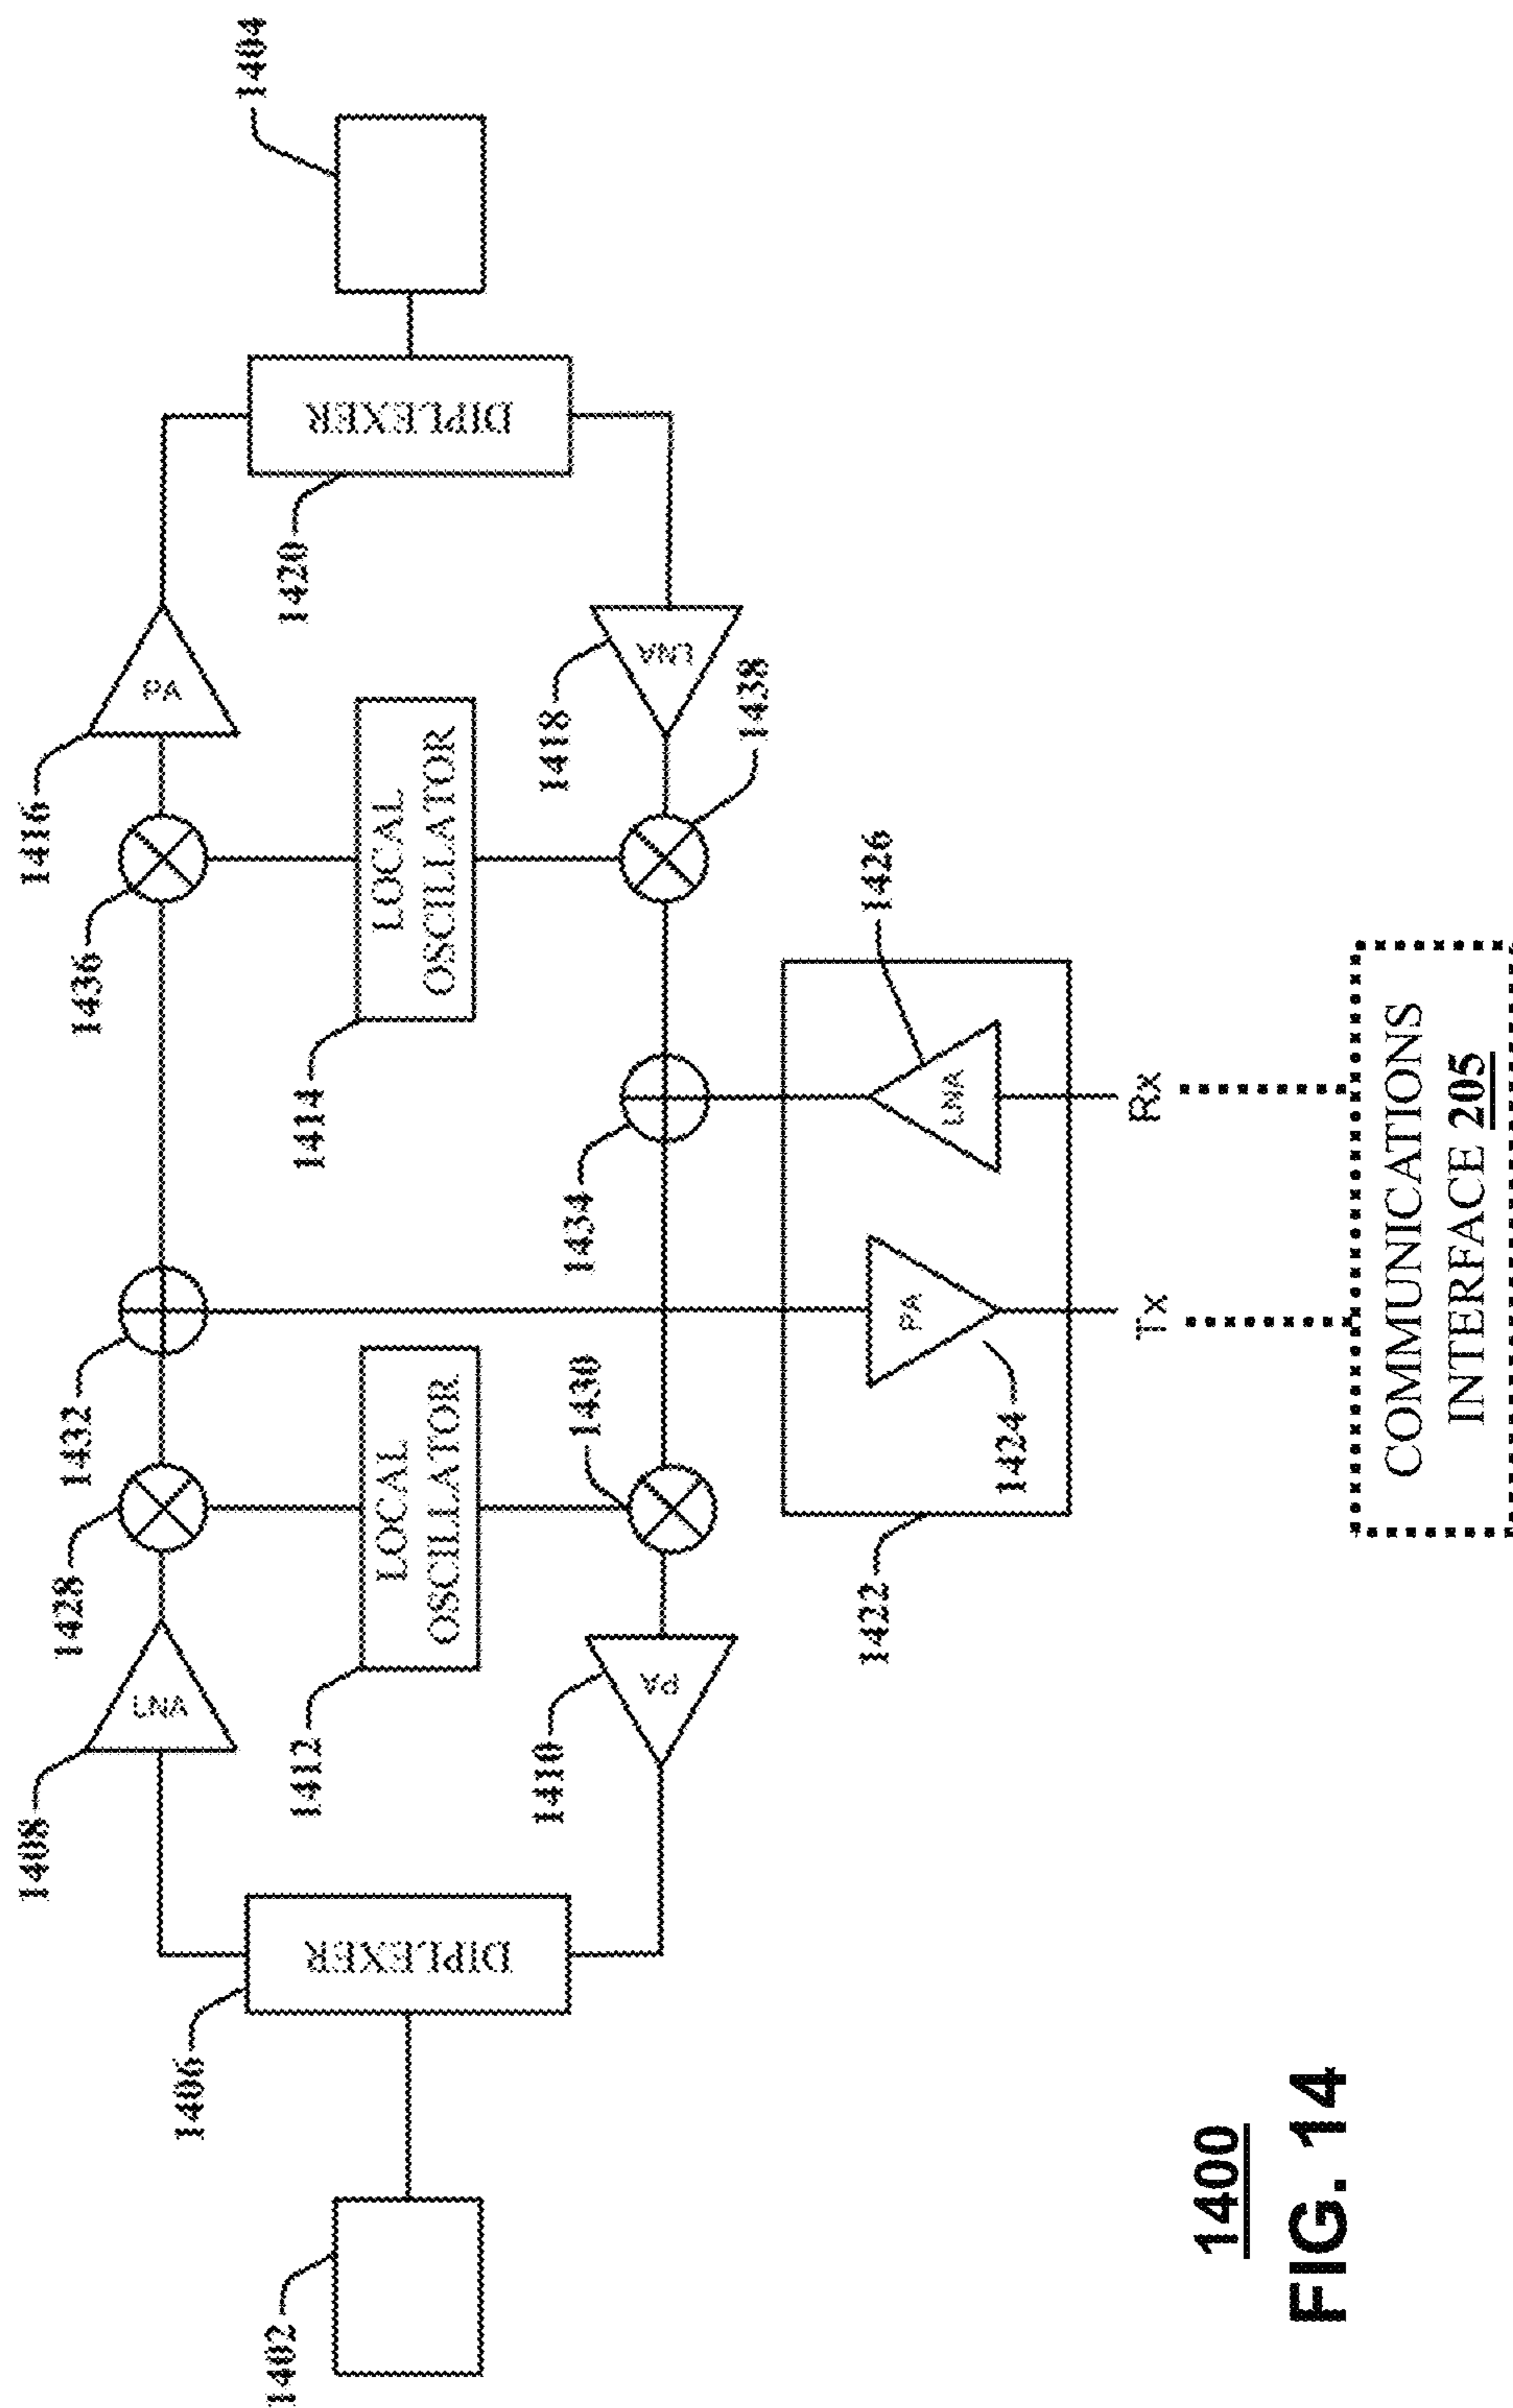 1404
1416
PA
1420
DIPLEXER
1436
LOCAL
OSCILLATOR
1414
1418
LNA
1438
1432
1434
1426
LNA
Rx
1428
LOCAL
OSCILLATOR
1412
1430
PA
1424
Tx
1422
COMMUNICATIONS
INTERFACE 205
1408
LNA
1410
PA
1406
DIPLEXER
1402
1400
FIG. 14